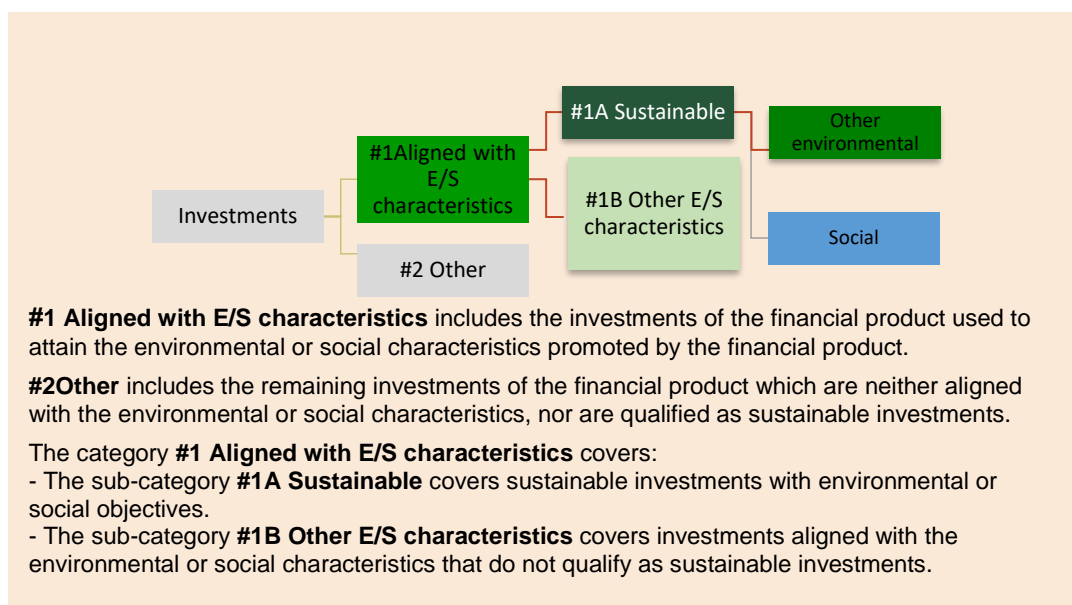 Investments
#1Aligned with
E/S
characteristics
#2 Other
#1A Sustainable
#1B Other E/S
characteristics
Other
environmental
Social
#1 Aligned with E/S characteristics includes the investments of the financial product used to
attain the environmental or social characteristics promoted by the financial product.
#2Other includes the remaining investments of the financial product which are neither aligned
with the environmental or social characteristics, nor are qualified as sustainable investments.
The category #1 Aligned with E/S characteristics covers:
- The sub-category #1A Sustainable covers sustainable investments with environmental or
social objectives.
- The sub-category #1B Other E/S characteristics covers investments aligned with the
environmental or social characteristics that do not qualify as sustainable investments.